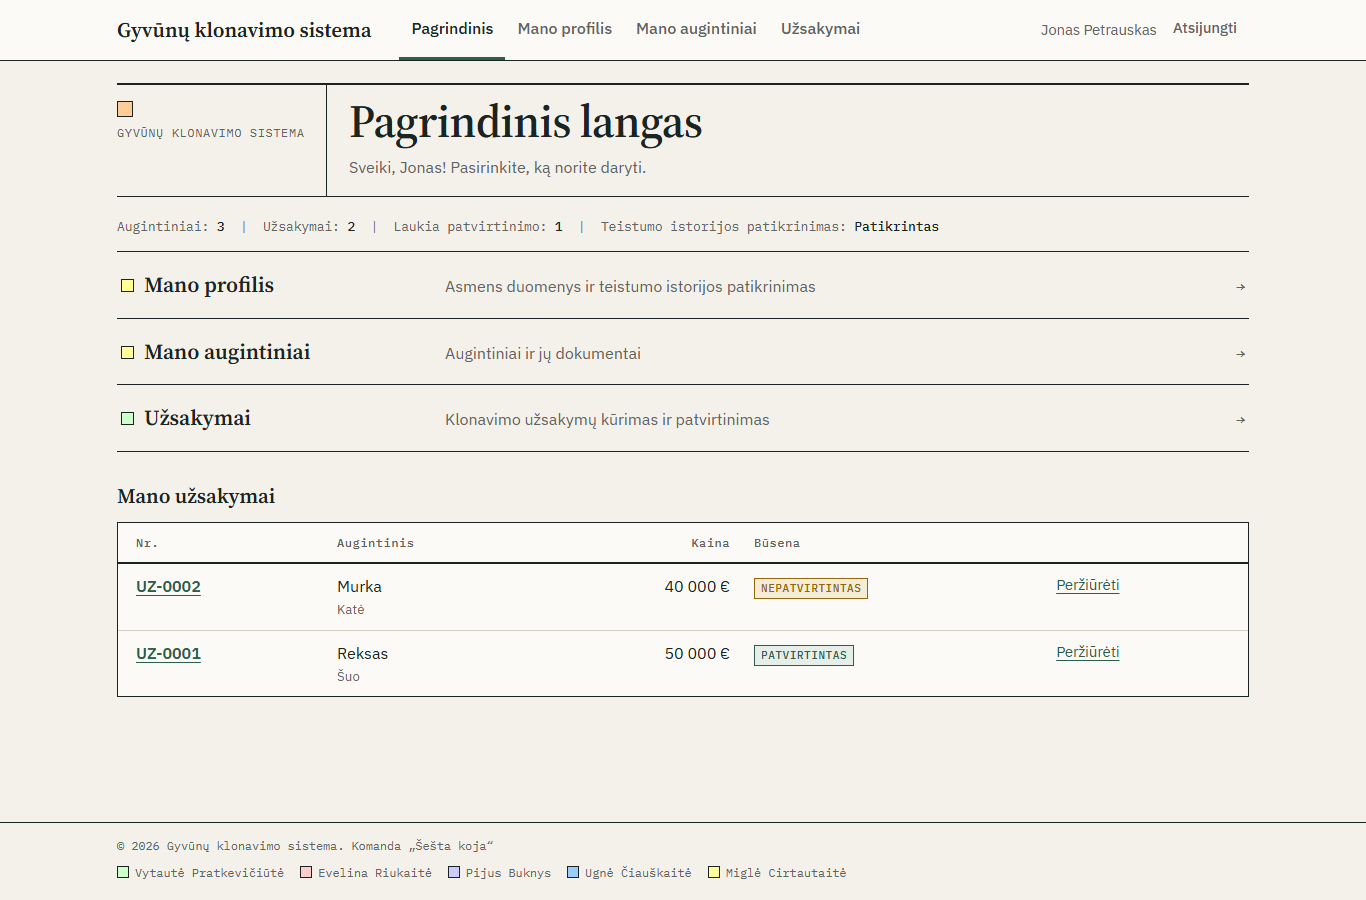 Gyvūnų klonavimo sistema Pagrindinis Mano profilis Mano augintiniai Užsakymai Jonas Petrauskas Atsijungti
GYVŪNŲ KLONAVIMO SISTEMA
Pagrindinis langas
Sveiki, Jonas! Pasirinkite, ką norite daryti.
Augintiniai: 3 | Užsakymai: 2 | Laukia patvirtinimo: 1 | Teistumo istorijos patikrinimas: Patikrintas
Mano profilis Asmens duomenys ir teistumo istorijos patikrinimas →
Mano augintiniai Augintiniai ir jų dokumentai →
Užsakymai Klonavimo užsakymų kūrimas ir patvirtinimas →
Mano užsakymai
Nr. Augintinis Kaina Būsena
UZ-0002 Murka 40 000 € NEPATVIRTINTAS Peržiūrėti
Katė
UZ-0001 Reksas 50 000 € PATVIRTINTAS Peržiūrėti
Šuo
© 2026 Gyvūnų klonavimo sistema. Komanda „Šešta koja“
Vytautė Pratkevičiūtė Evelina Riukaitė Pijus Buknys Ugnė Čiauškaitė Miglė Cirtautaitė